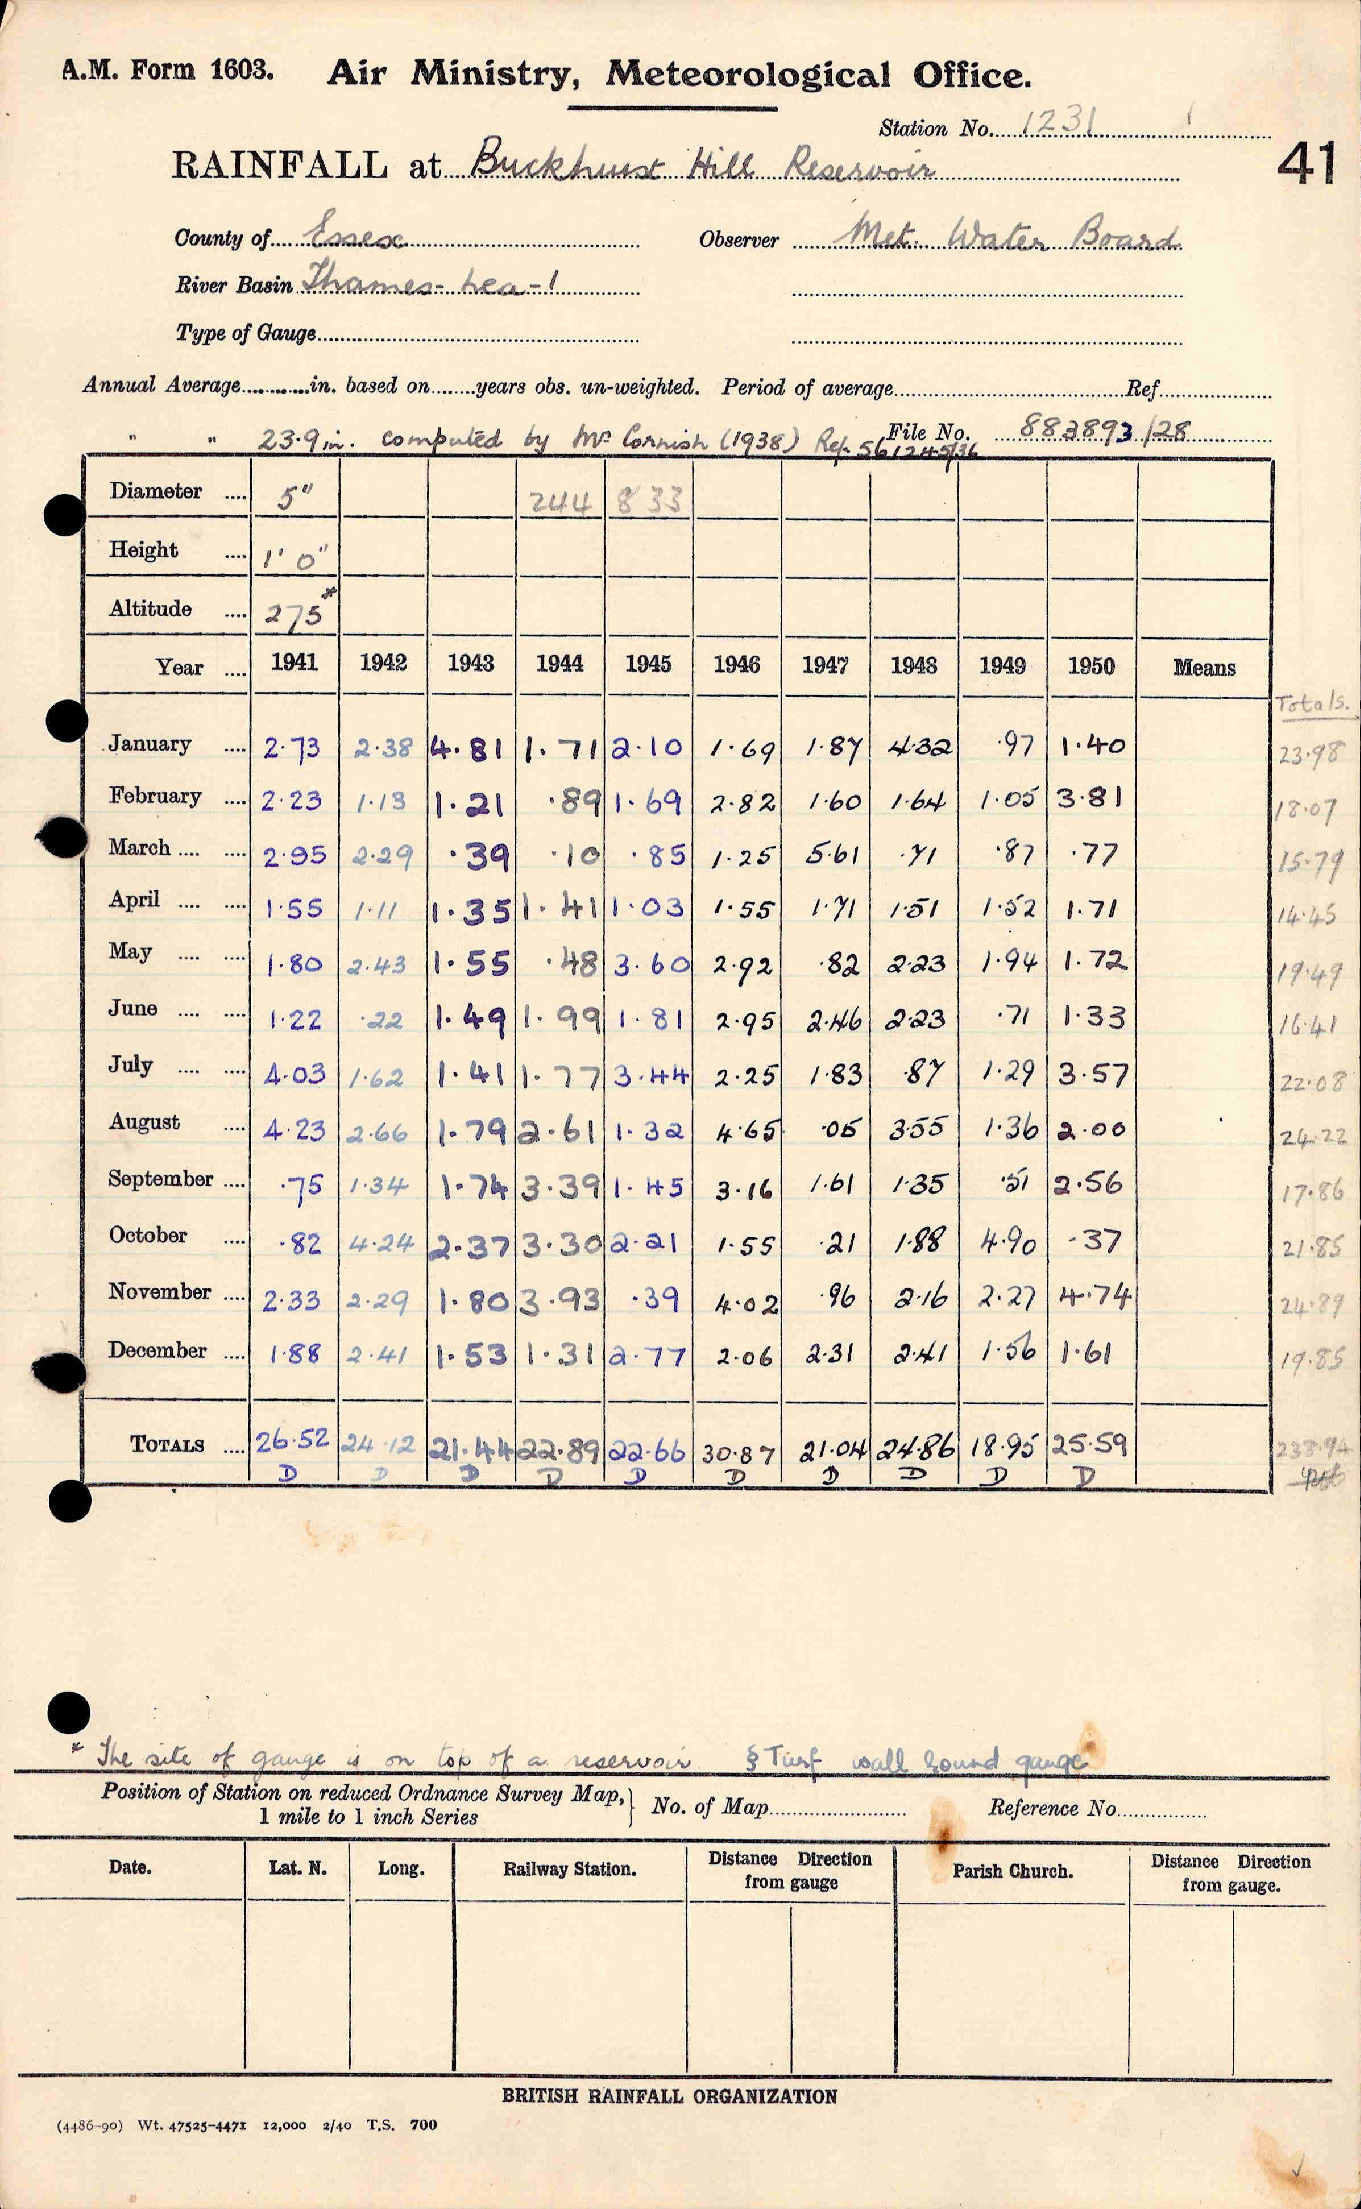 A.M. Form 1603. Air Ministry, Meteorological Office.
Station No. 1231
41
RAINFALL at Buckhurst Hill Reservoir
County of Essex Observer Met. Water Board
River Basin Thames - Lea - 1
Type of Gauge
Annual Average in. based on years obs. un-weighted. Period of average Ref.
" " 23.9 in. computed by Mr Cornish (1938) Ref. 561245/36 File No. 883893/28
Diameter .... 5" 244 833
Height .... 1' 0"
Altitude .... 275*
Year .... 1941 1942 1943 1944 1945 1946 1947 1948 1949 1950 Means
Totals.
January .... 2.73 2.38 4.81 1.71 2.10 1.69 1.87 4.32 .97 1.40 23.98
February .... 2.23 1.13 1.21 .89 1.69 2.82 1.60 1.64 1.05 3.81 18.07
March .... .... 2.95 2.29 .39 .10 .85 1.25 5.61 .71 .87 .77 15.79
April .... .... 1.55 1.11 1.35 1.41 1.03 1.55 1.71 1.51 1.52 1.71 14.45
May .... .... 1.80 2.43 1.55 .48 3.60 2.92 .82 2.23 1.94 1.72 19.49
June .... .... 1.22 .22 1.49 1.99 1.81 2.95 2.46 2.23 .71 1.33 16.41
July .... .... 4.03 1.62 1.41 1.77 3.44 2.25 1.83 .87 1.29 3.57 22.08
August .... 4.23 2.66 1.79 2.61 1.32 4.65 .05 3.55 1.36 2.00 24.22
September .... .75 1.34 1.74 3.39 1.45 3.16 1.61 1.35 .51 2.56 17.86
October .... .82 4.24 2.37 3.30 2.21 1.55 .21 1.88 4.90 .37 21.85
November .... 2.33 2.29 1.80 3.93 .39 4.02 .96 2.16 2.27 4.74 24.89
December .... 1.88 2.41 1.53 1.31 2.77 2.06 2.31 2.41 1.56 1.61 19.85
TOTALS .... 26.52 24.12 21.44 22.89 22.66 30.87 21.04 24.86 18.95 25.59 238.94
D D D D D D D D D D
* The site of gauge is on top of a reservoir § Turf wall round gauge
Position of Station on reduced Ordnance Survey Map, 1 mile to 1 inch Series } No. of Map Reference No.
Date. Lat. N. Long. Railway Station. Distance Direction from gauge Parish Church. Distance Direction from gauge.
BRITISH RAINFALL ORGANIZATION
(4486-90) Wt. 47525-4471 12,000 2/40 T.S. 700